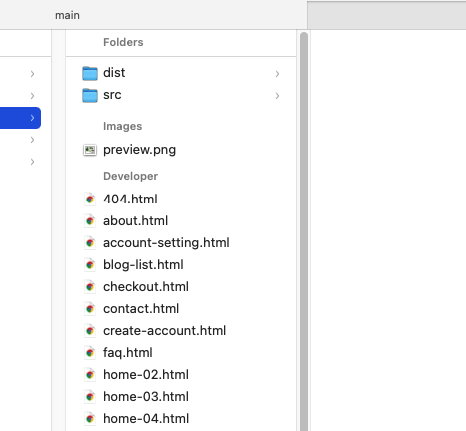 main
Folders
dist
src
Images
preview.png
Developer
404.html
about.html
account-setting.html
blog-list.html
checkout.html
contact.html
create-account.html
faq.html
home-02.html
home-03.html
home-04.html